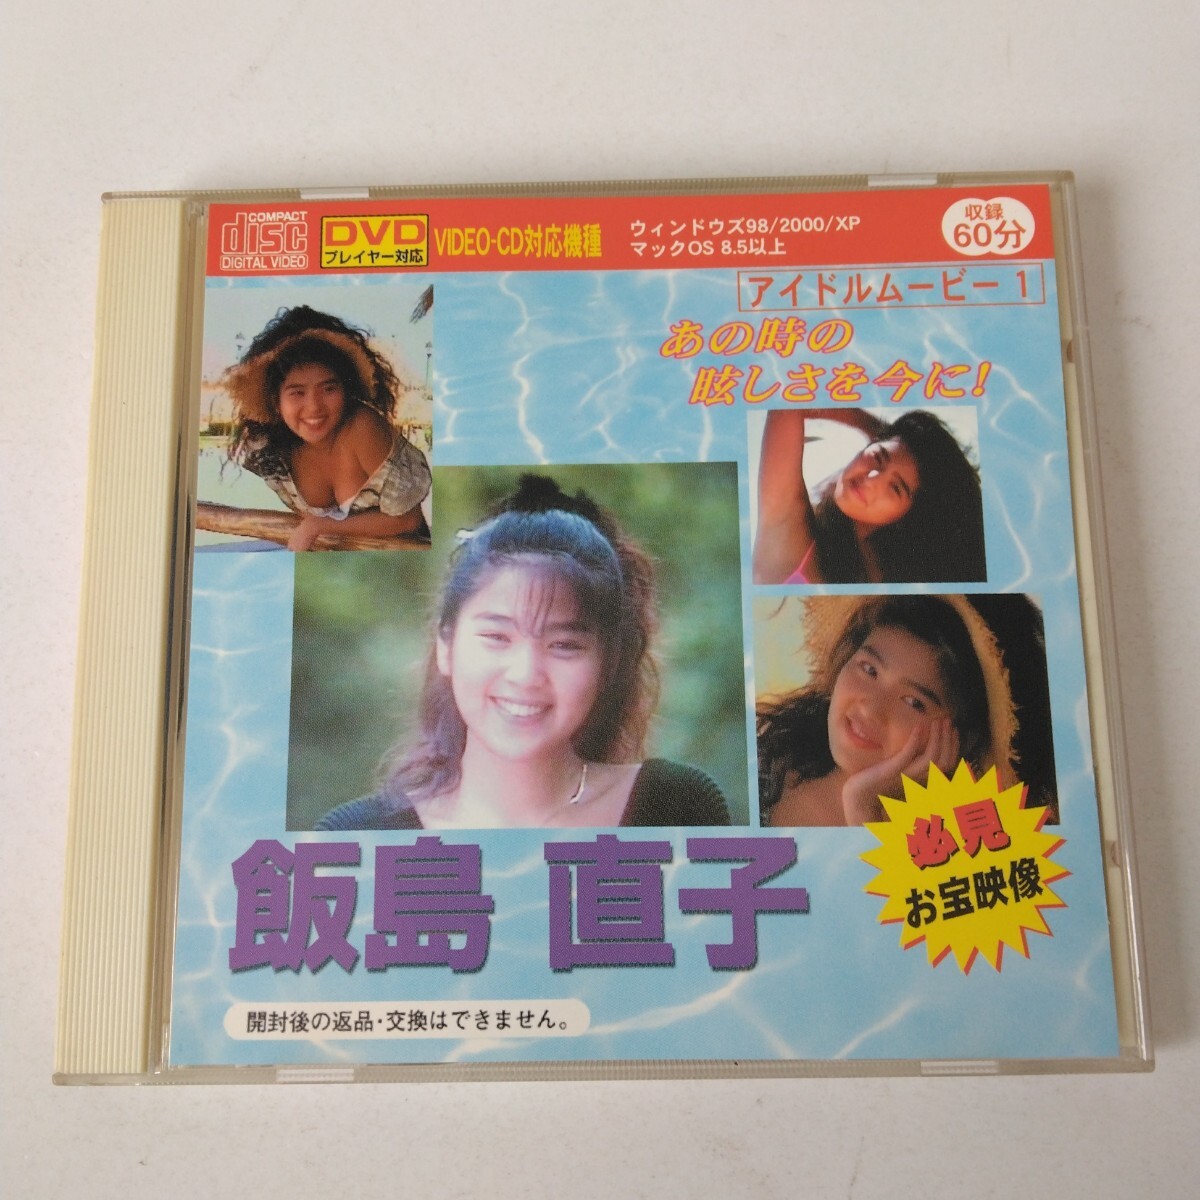 COMPACT
disc
DIGITAL VIDEO
DVD
プレイヤー対応
VIDEO-CD対応機種
ウィンドウズ98/2000/XP
マックOS 8.5以上
収録
60分
アイドルムービー 1
あの時の
眩しさを今に!
必見
お宝映像
飯島 直子
開封後の返品・交換はできません。